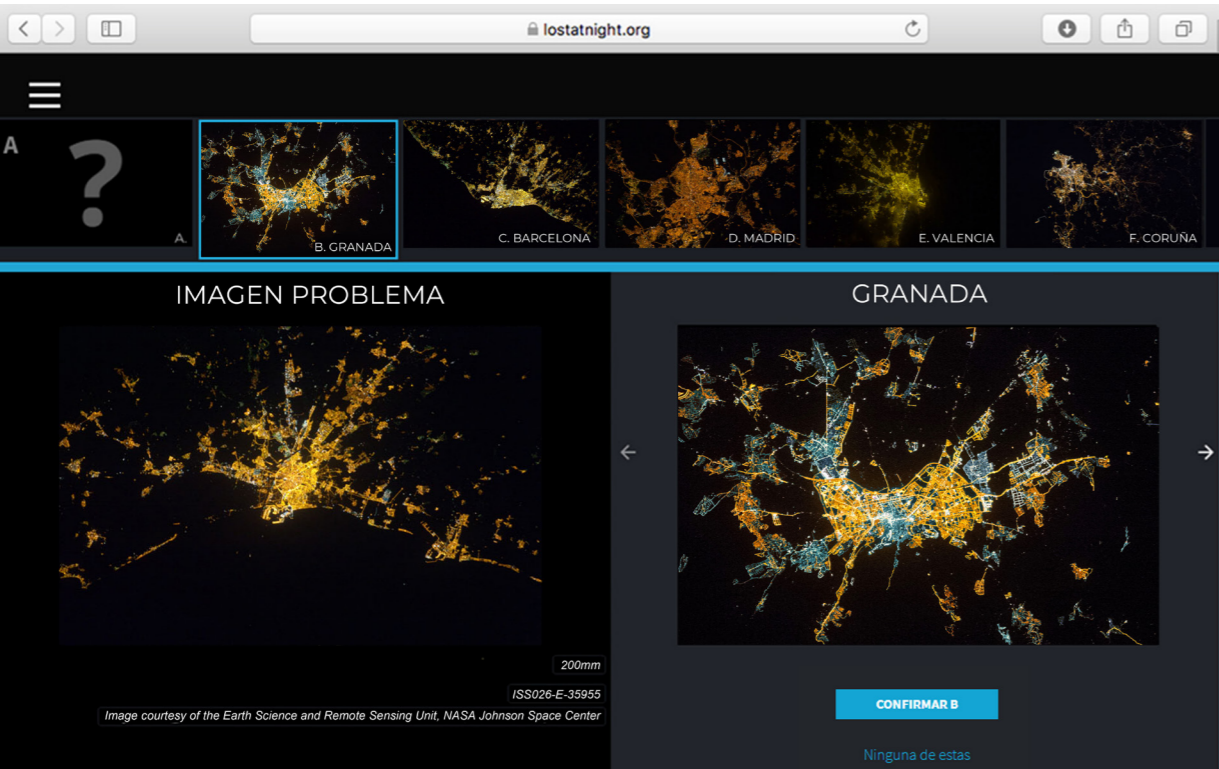 lostatnight.org
A
?
A.
B. GRANADA
C. BARCELONA
D. MADRID
E. VALENCIA
F. CORUÑA
IMAGEN PROBLEMA
GRANADA
200mm
ISS026-E-35955
Image courtesy of the Earth Science and Remote Sensing Unit, NASA Johnson Space Center
CONFIRMAR B
Ninguna de estas